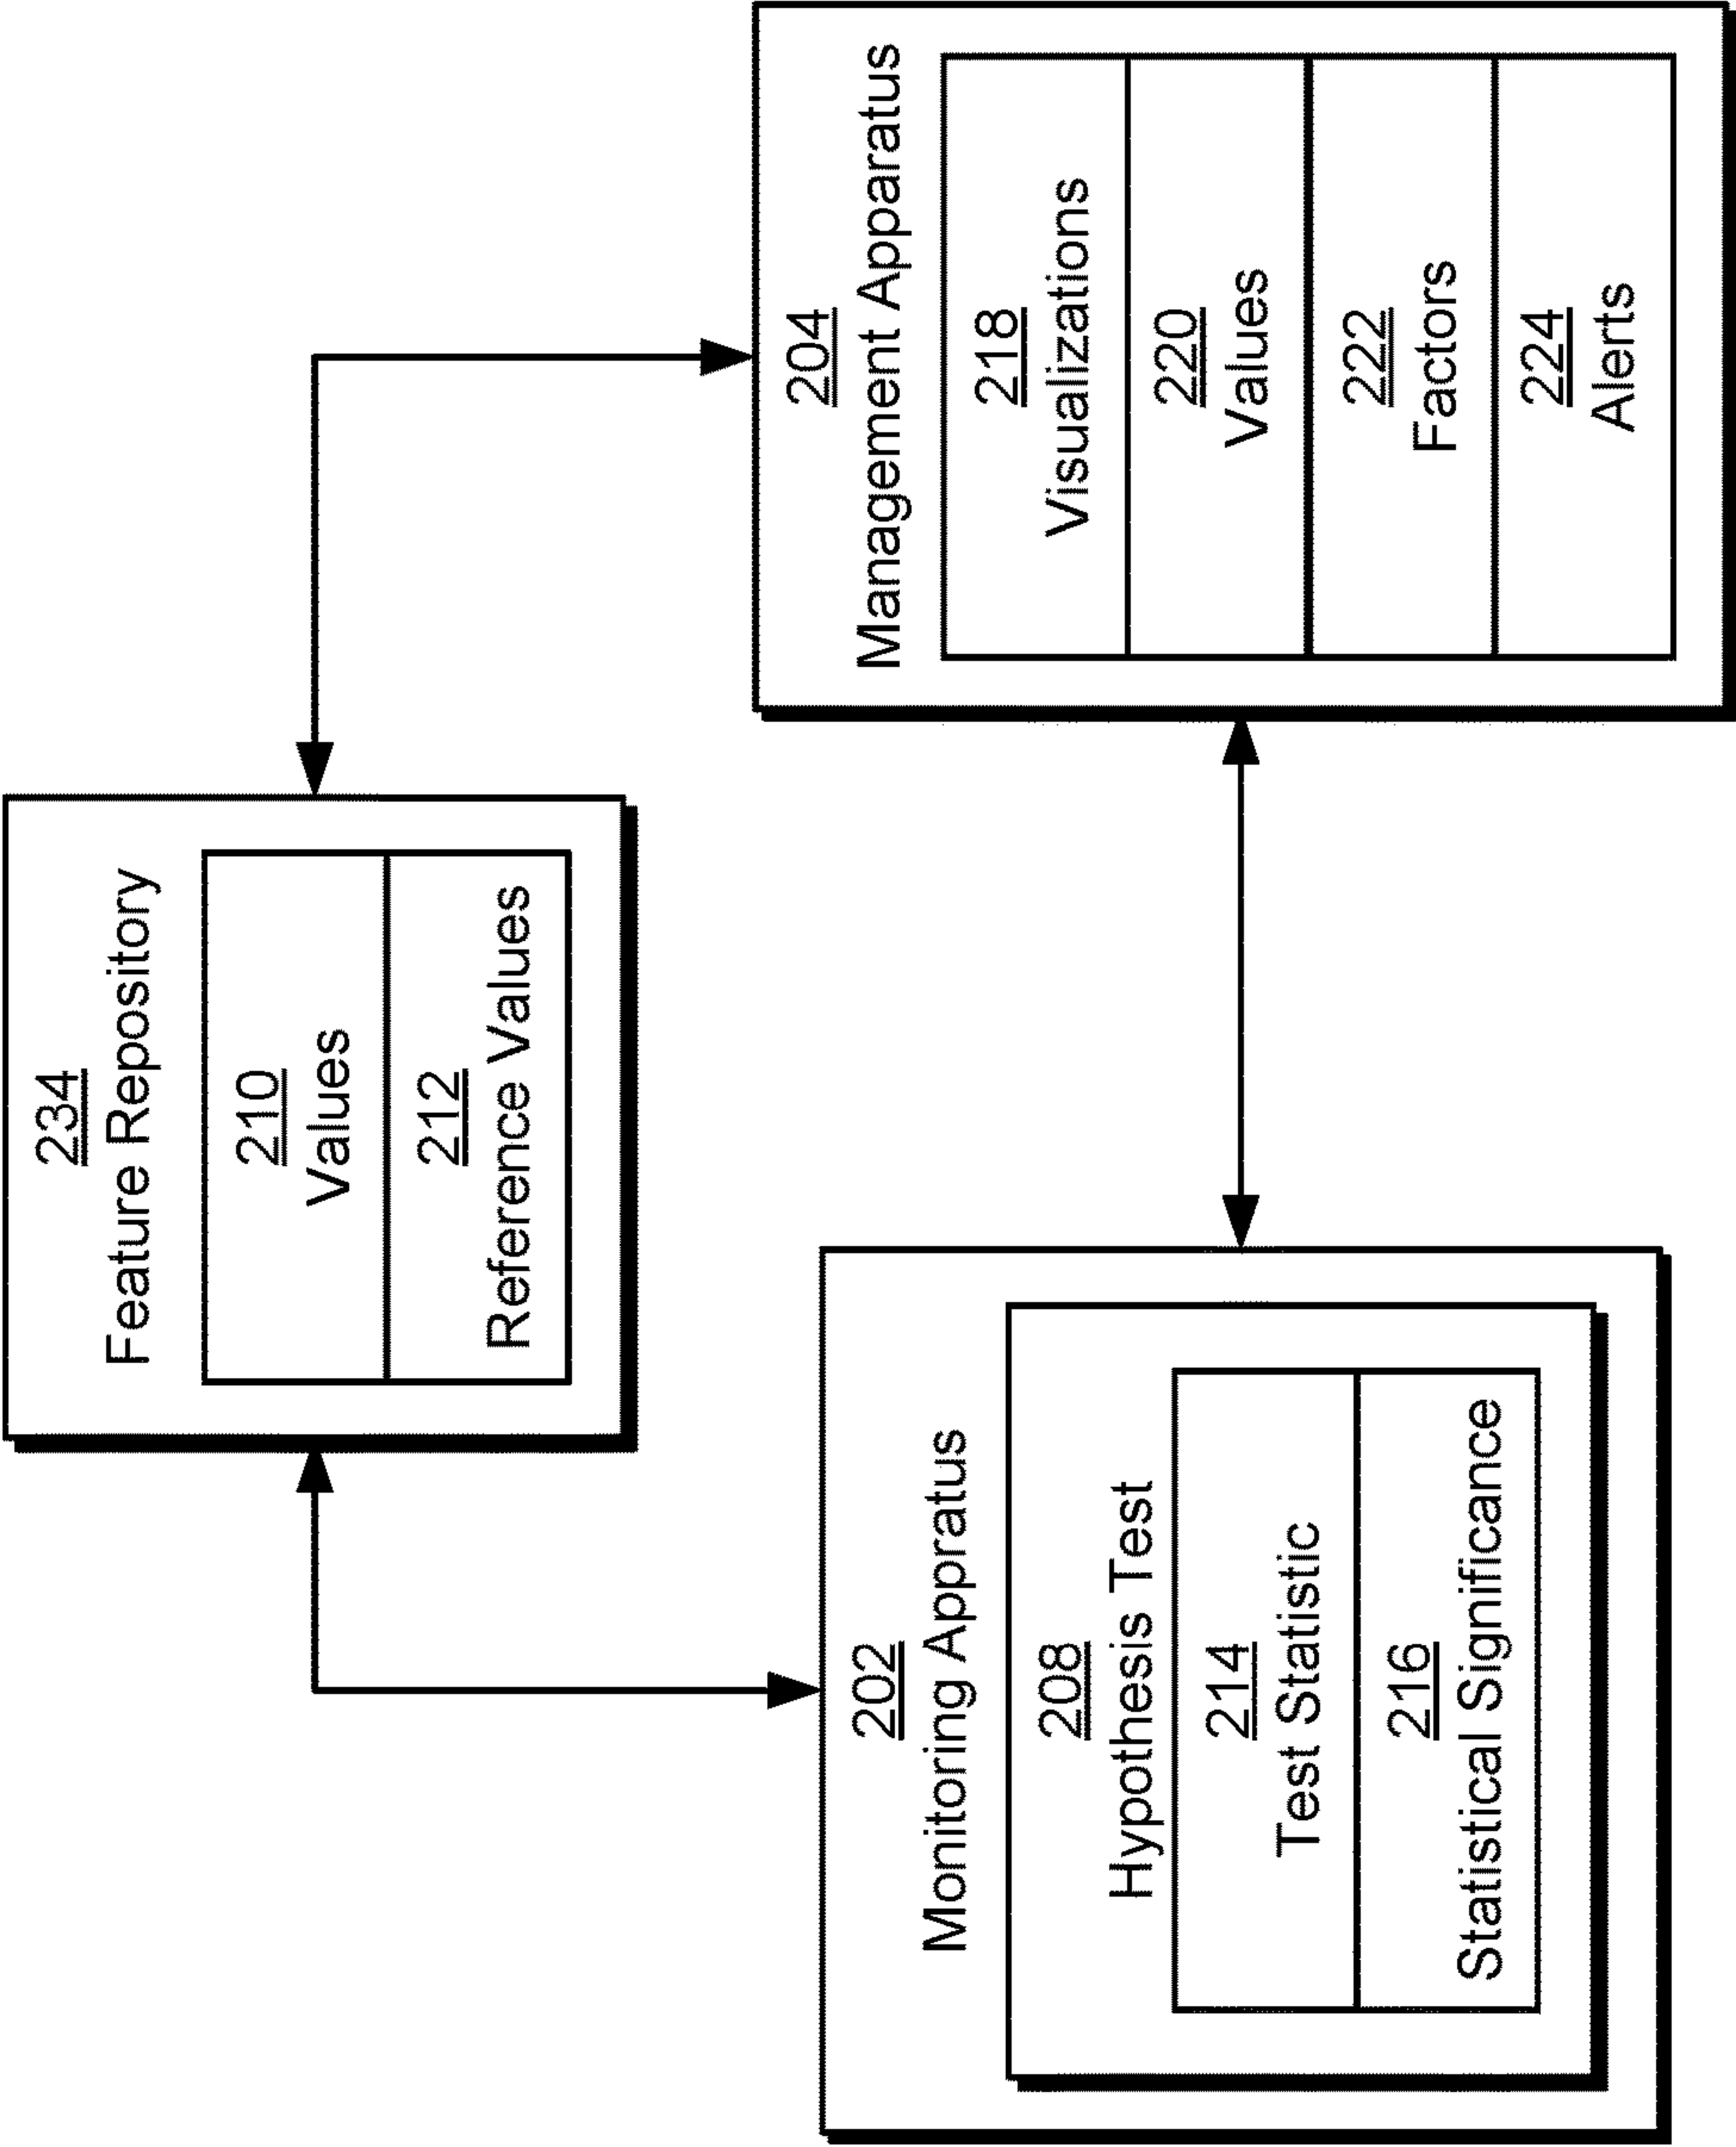 234
Feature Repository
210
Values
212
Reference Values
202
Monitoring Appratus
208
Hypothesis Test
214
Test Statistic
216
Statistical Significance
204
Management Apparatus
218
Visualizations
220
Values
222
Factors
224
Alerts